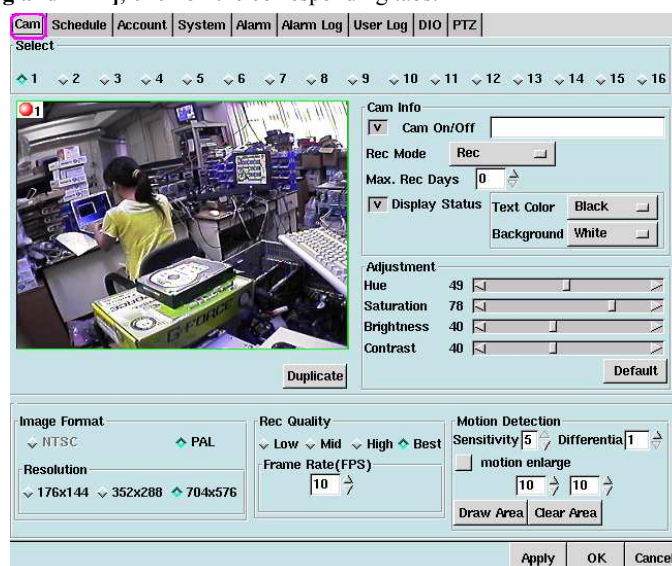 Cam Schedule Account System Alarm Alarm Log User Log DIO PTZ
Select
1 2 3 4 5 6 7 8 9 10 11 12 13 14 15 16
1
G-FORCE
Cam Info
V Cam On/Off
Rec Mode Rec
Max. Rec Days 0
V Display Status Text Color Black
Background White
Adjustment
Hue 49
Saturation 78
Brightness 40
Contrast 40
Default
Duplicate
Image Format
NTSC PAL
Resolution
176x144 352x288 704x576
Rec Quality
Low Mid High Best
Frame Rate(FPS)
10
Motion Detection
Sensitivity 5 Differentia 1
motion enlarge
10 10
Draw Area Clear Area
Apply OK Cancel